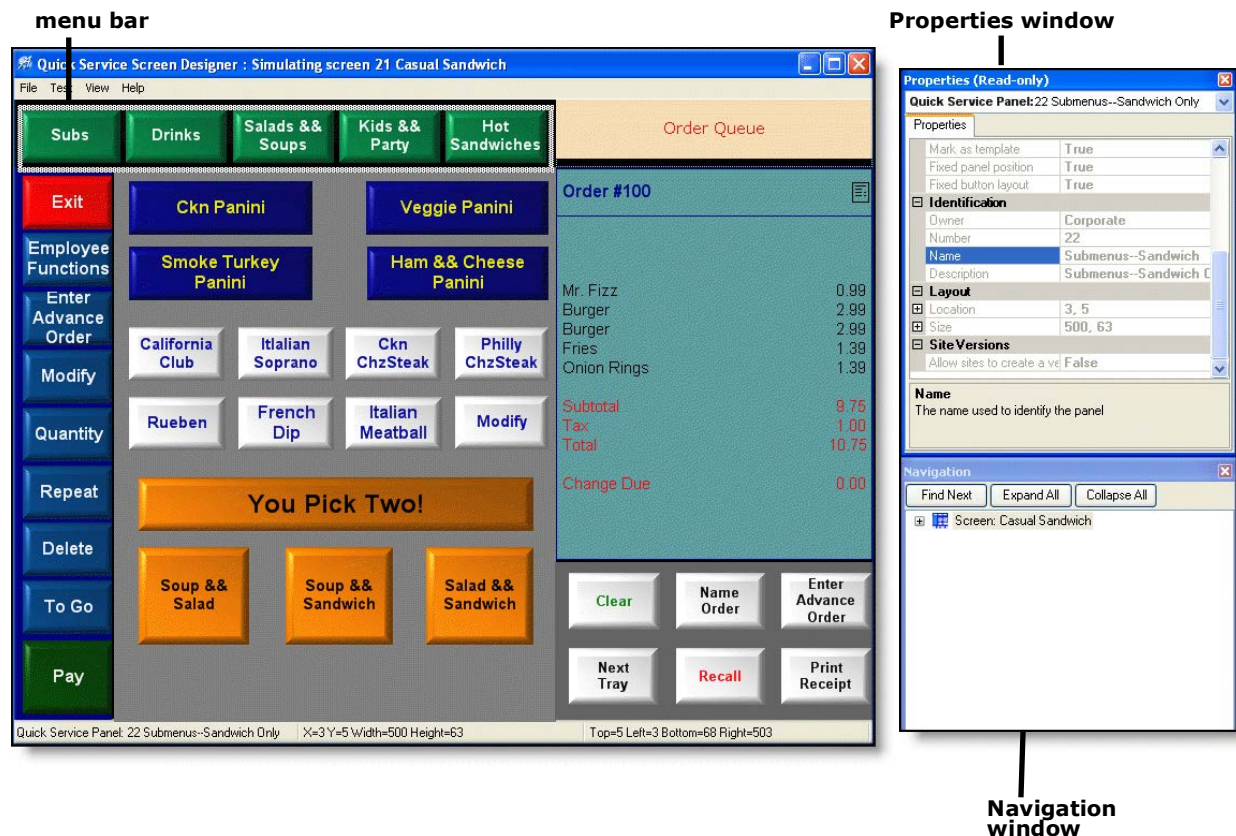 menu bar
Properties window
Quick Service Screen Designer : Simulating screen 21 Casual Sandwich
File Test View Help
Subs
Drinks
Salads &&
Soups
Kids &&
Party
Hot
Sandwiches
Order Queue
Exit
Employee
Functions
Enter
Advance
Order
Modify
Quantity
Repeat
Delete
To Go
Pay
Ckn Panini
Veggie Panini
Smoke Turkey
Panini
Ham && Cheese
Panini
California
Club
Itlalian
Soprano
Ckn
ChzSteak
Philly
ChzSteak
Rueben
French
Dip
Italian
Meatball
Modify
You Pick Two!
Soup &&
Salad
Soup &&
Sandwich
Salad &&
Sandwich
Order #100
Mr. Fizz 0.99
Burger 2.99
Burger 2.99
Fries 1.39
Onion Rings 1.39
Subtotal 9.75
Tax 1.00
Total 10.75
Change Due 0.00
Clear
Name
Order
Enter
Advance
Order
Next
Tray
Recall
Print
Receipt
Quick Service Panel: 22 Submenus--Sandwich Only X=3 Y=5 Width=500 Height=63 Top=5 Left=3 Bottom=68 Right=503
Properties (Read-only)
Quick Service Panel: 22 Submenus--Sandwich Only
Properties
Mark as template True
Fixed panel position True
Fixed button layout True
Identification
Owner Corporate
Number 22
Name Submenus--Sandwich
Description Submenus--Sandwich
Layout
Location 3, 5
Size 500, 63
Site Versions
Allow sites to create a ve False
Name
The name used to identify the panel
Navigation
Find Next Expand All Collapse All
Screen: Casual Sandwich
Navigation
window